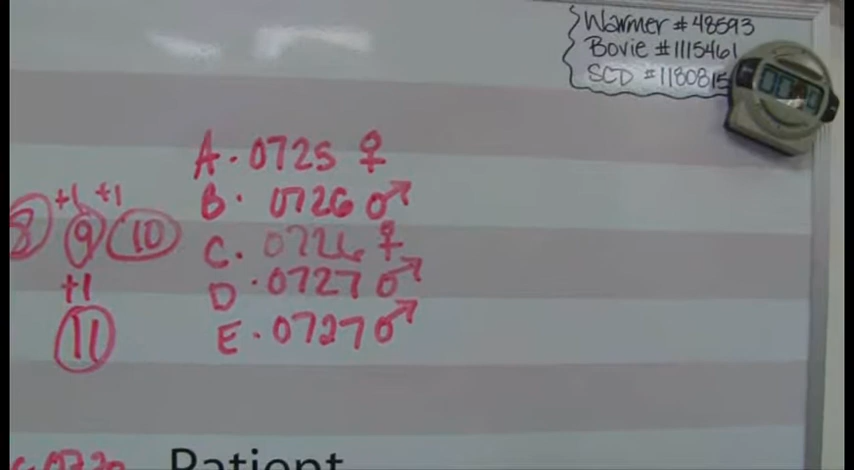 Warmer # 48593
Bovie #1115461
SCD #1180815
A. 0725 ♀
B. 0726 ♂
C. 0726 ♀
D. 0727 ♂
E. 0727 ♂
+1 +1
8 9 10
+1
11
Patient